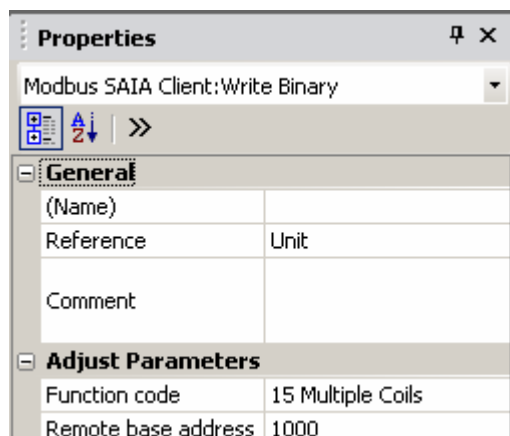 Properties
Modbus SAIA Client:Write Binary
General
(Name)
Reference Unit
Comment
Adjust Parameters
Function code 15 Multiple Coils
Remote base address 1000